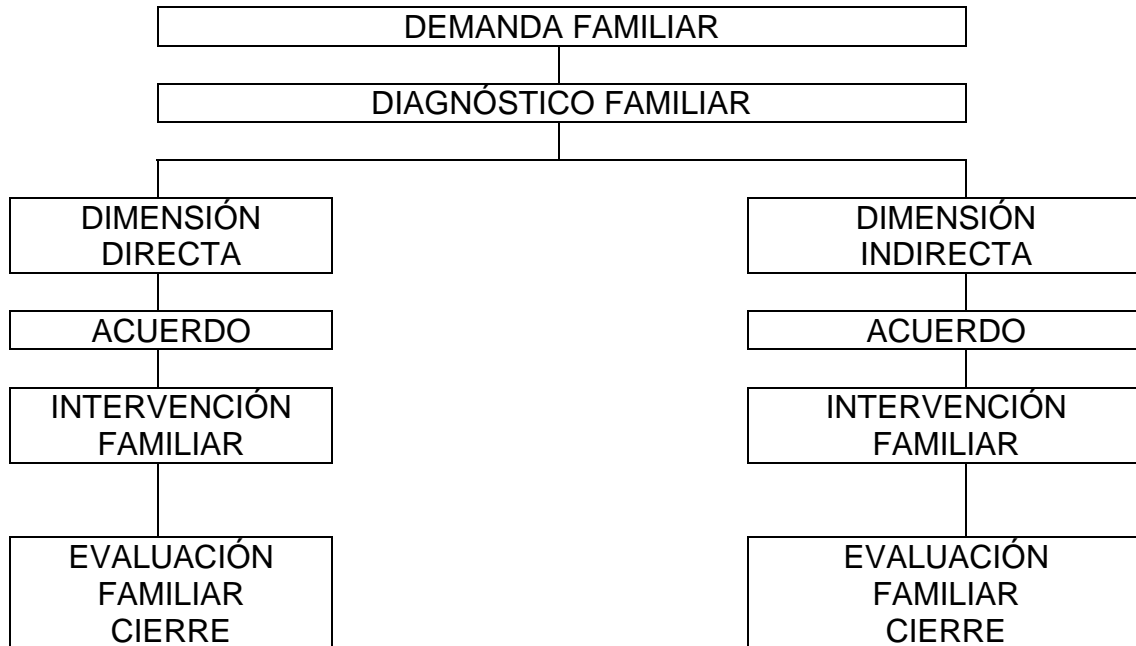 DEMANDA FAMILIAR
DIAGNÓSTICO FAMILIAR
DIMENSIÓN
DIRECTA
DIMENSIÓN
INDIRECTA
ACUERDO
ACUERDO
INTERVENCIÓN
FAMILIAR
INTERVENCIÓN
FAMILIAR
EVALUACIÓN
FAMILIAR
CIERRE
EVALUACIÓN
FAMILIAR
CIERRE